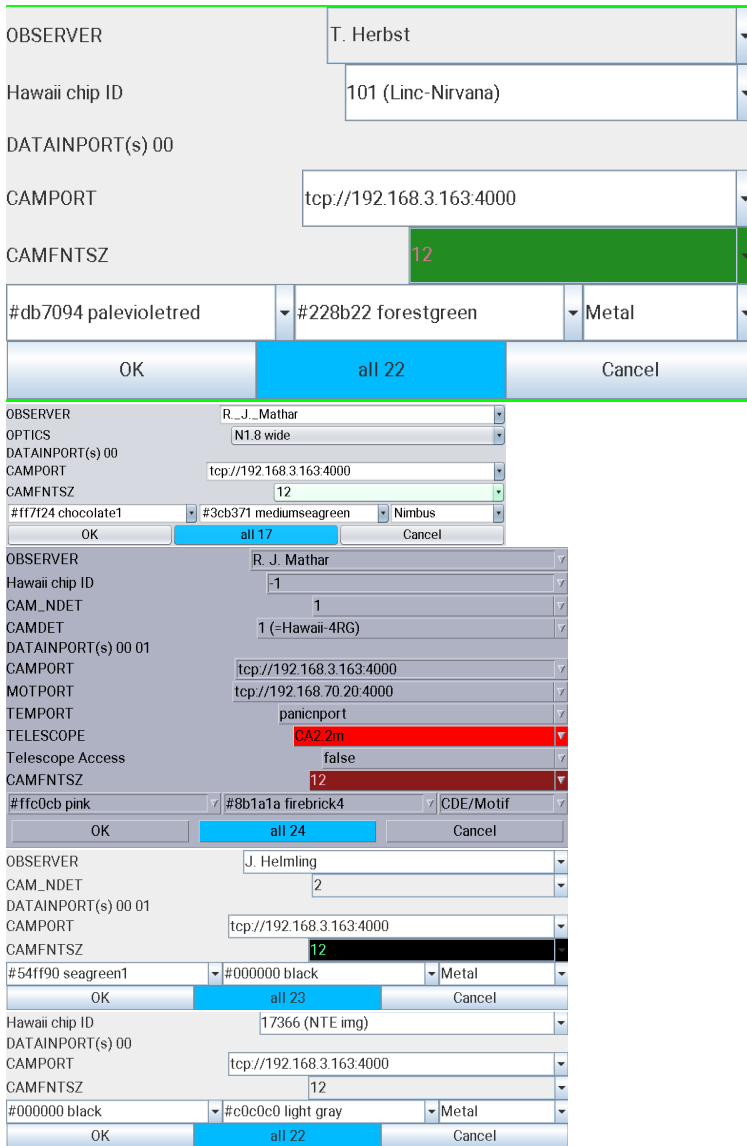 OBSERVER T. Herbst
Hawaii chip ID 101 (Linc-Nirvana)
DATAINPORT(s) 00
CAMPORT tcp://192.168.3.163:4000
CAMFNTSZ 12
#db7094 palevioletred #228b22 forestgreen Metal
OK all 22 Cancel
OBSERVER R._J._Mathar
OPTICS N1.8 wide
DATAINPORT(s) 00
CAMPORT tcp://192.168.3.163:4000
CAMFNTSZ 12
#ff7f24 chocolate1 #3cb371 mediumseagreen Nimbus
OK all 17 Cancel
OBSERVER R. J. Mathar
Hawaii chip ID -1
CAM_NDET 1
CAMDET 1 (=Hawaii-4RG)
DATAINPORT(s) 00 01
CAMPORT tcp://192.168.3.163:4000
MOTPORT tcp://192.168.70.20:4000
TEMPORT panicnport
TELESCOPE CA2.2m
Telescope Access false
CAMFNTSZ 12
#ffc0cb pink #8b1a1a firebrick4 CDE/Motif
OK all 24 Cancel
OBSERVER J. Helmling
CAM_NDET 2
DATAINPORT(s) 00 01
CAMPORT tcp://192.168.3.163:4000
CAMFNTSZ 12
#54ff90 seagreen1 #000000 black Metal
OK all 23 Cancel
Hawaii chip ID 17366 (NTE img)
DATAINPORT(s) 00
CAMPORT tcp://192.168.3.163:4000
CAMFNTSZ 12
#000000 black #c0c0c0 light gray Metal
OK all 22 Cancel